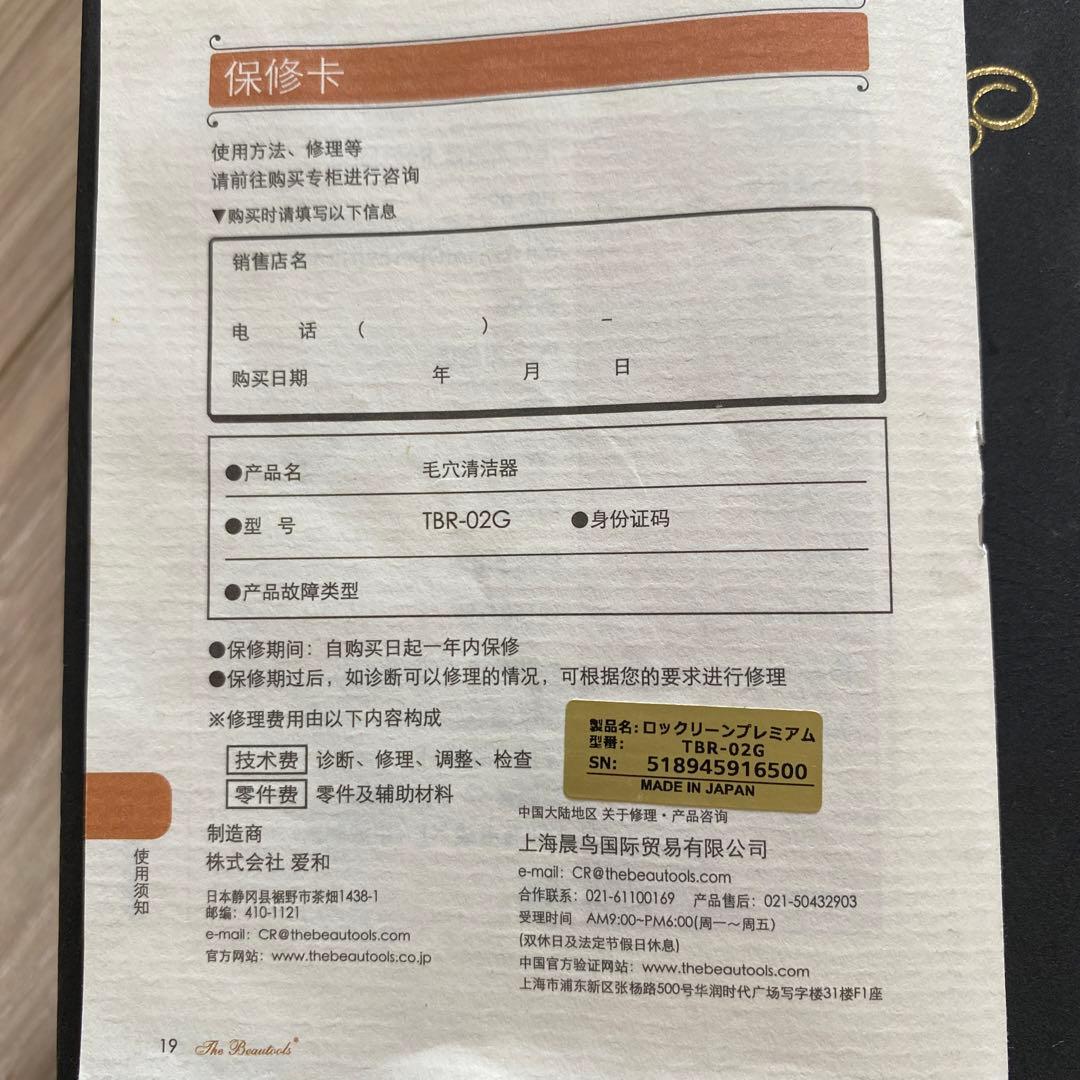 保修卡
使用方法、修理等
请前往购买专柜进行咨询
▼购买时请填写以下信息
销售店名
电 话 ( ) –
购买日期 年 月 日
●产品名 毛穴清洁器
●型 号 TBR-02G ●身份证码
●产品故障类型
●保修期间：自购买日起一年内保修
●保修期过后，如诊断可以修理的情况，可根据您的要求进行修理
※修理费用由以下内容构成
技术费 诊断、修理、调整、检查
零件费 零件及辅助材料
製品名：ロックリーンプレミアム
型番： TBR-02G
SN: 518945916500
MADE IN JAPAN
制造商
株式会社 爱和
日本静冈县裾野市茶畑1438-1
邮编：410-1121
e-mail：CR@thebeautools.com
官方网站：www.thebeautools.co.jp
中国大陆地区 关于修理·产品咨询
上海晨鸟国际贸易有限公司
e-mail：CR@thebeautools.com
合作联系：021-61100169 产品售后：021-50432903
受理时间 AM9:00~PM6:00(周一～周五)
(双休日及法定节假日休息)
中国官方验证网站：www.thebeautools.com
上海市浦东新区张杨路500号华润时代广场写字楼31楼F1座
使用须知
19 The Beautools®